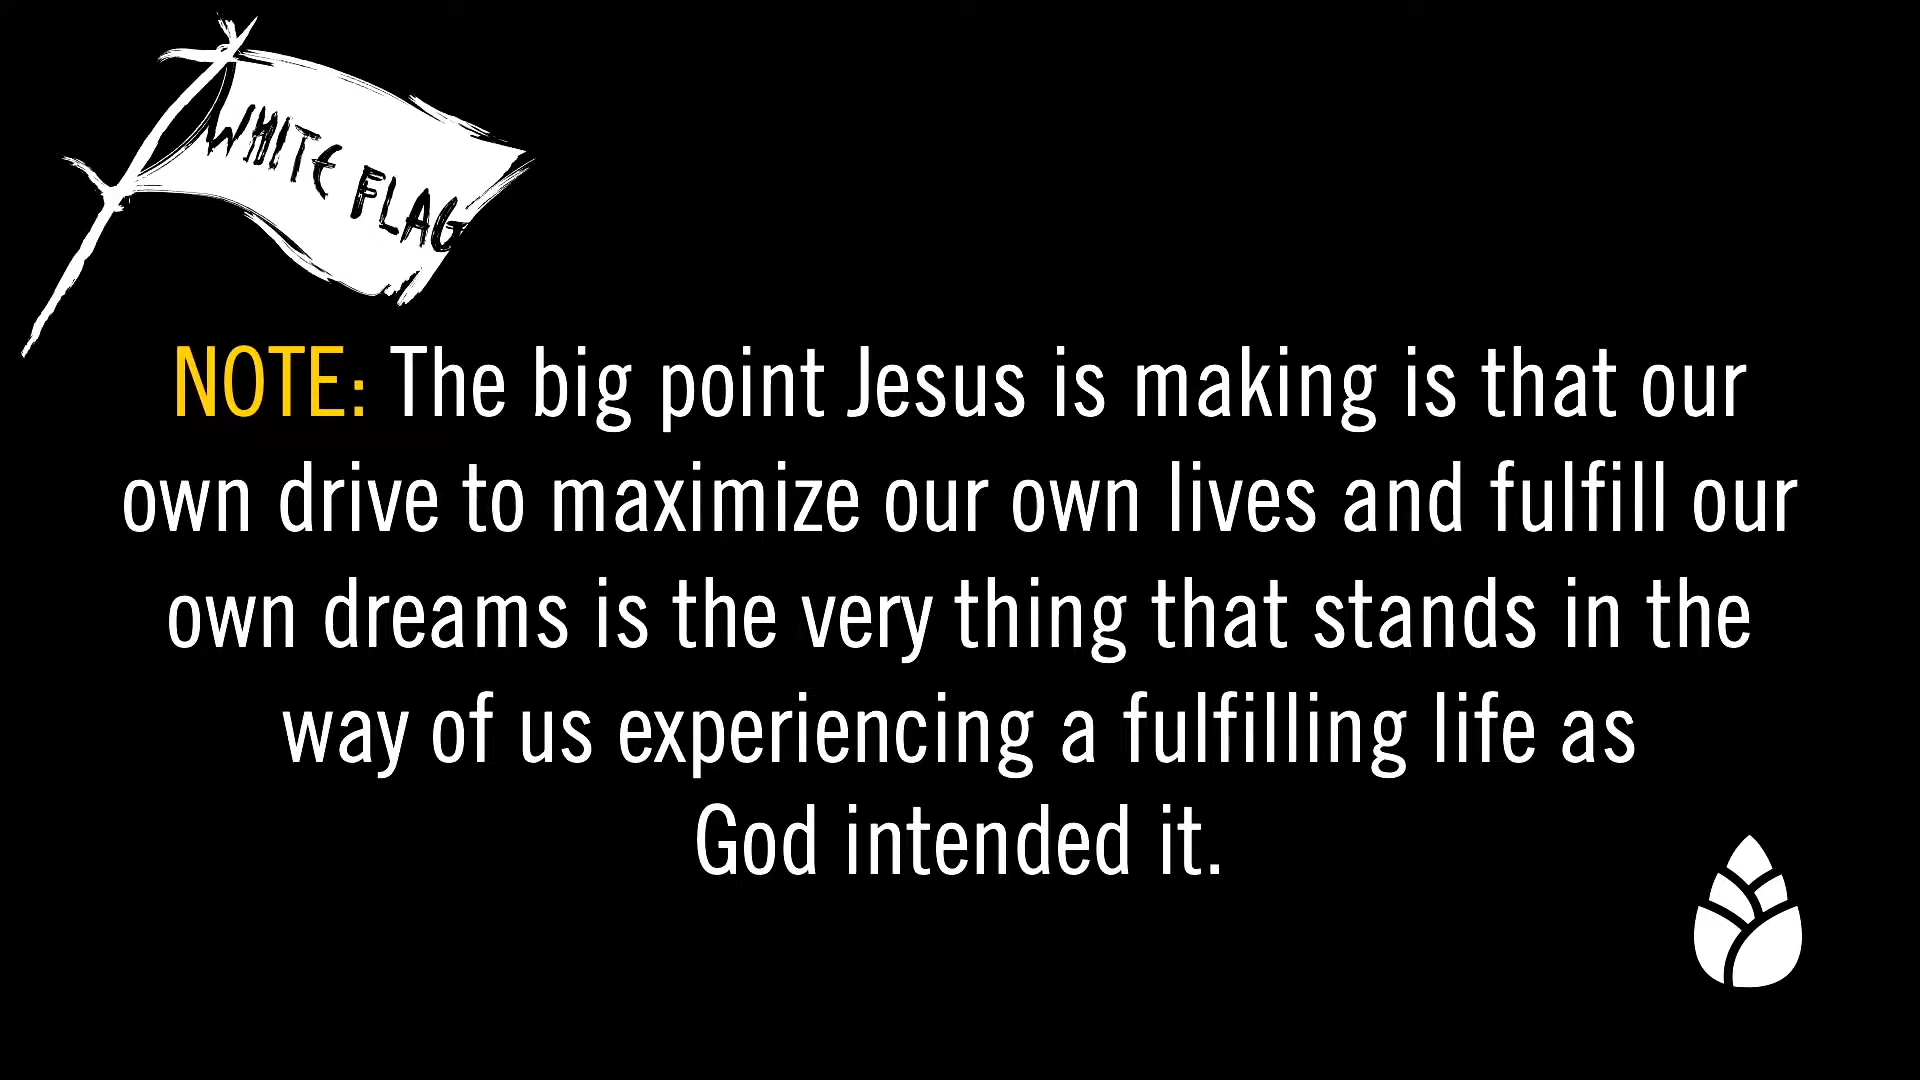 WHITE FLAG
NOTE: The big point Jesus is making is that our
own drive to maximize our own lives and fulfill our
own dreams is the very thing that stands in the
way of us experiencing a fulfilling life as
God intended it.